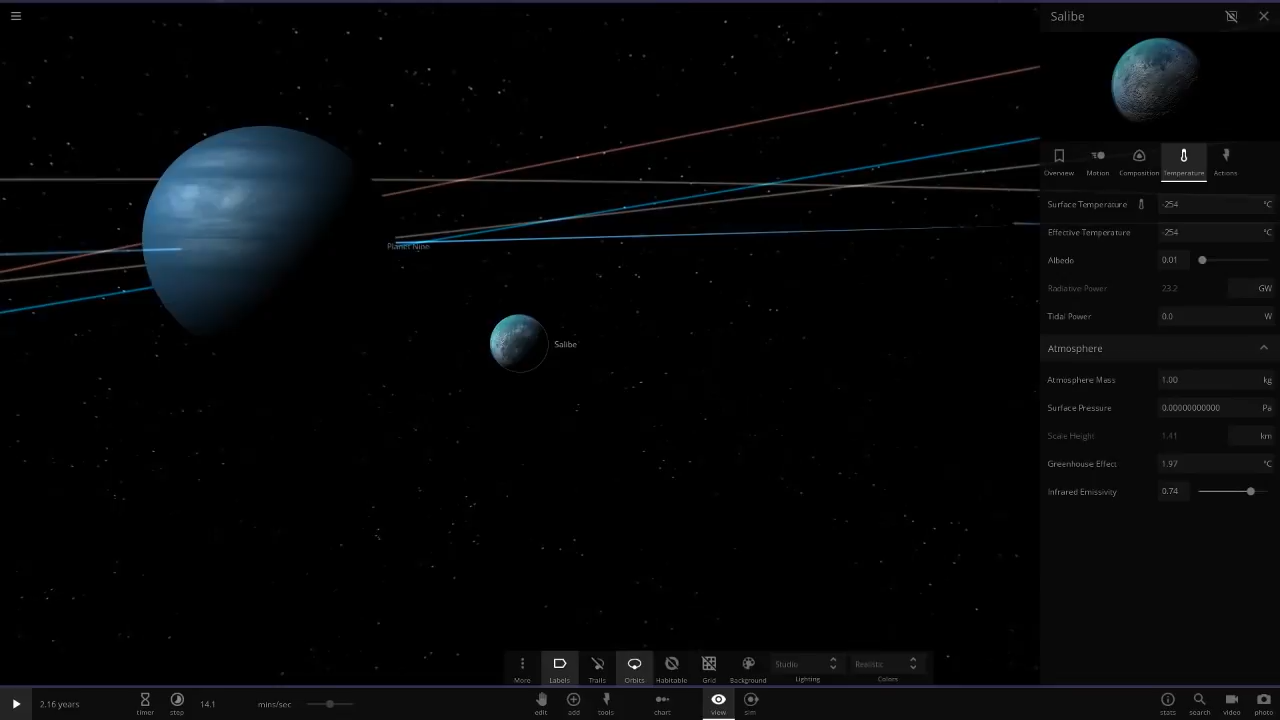 Salibe
Overview Motion Composition Temperature Actions
Surface Temperature -254 °C
Effective Temperature -254 °C
Albedo 0.01
Radiative Power 23.2 GW
Tidal Power 0.0 W
Atmosphere
Atmosphere Mass 1.00 kg
Surface Pressure 0.00000000000 Pa
Scale Height 1.41 km
Greenhouse Effect 1.97 °C
Infrared Emissivity 0.74
Planet Nine
Salibe
Studio Realistic
More Labels Trails Orbits Habitable Grid Background Lighting Colors
2.16 years timer step 14.1 mins/sec edit add tools chart view sim stats search video photo